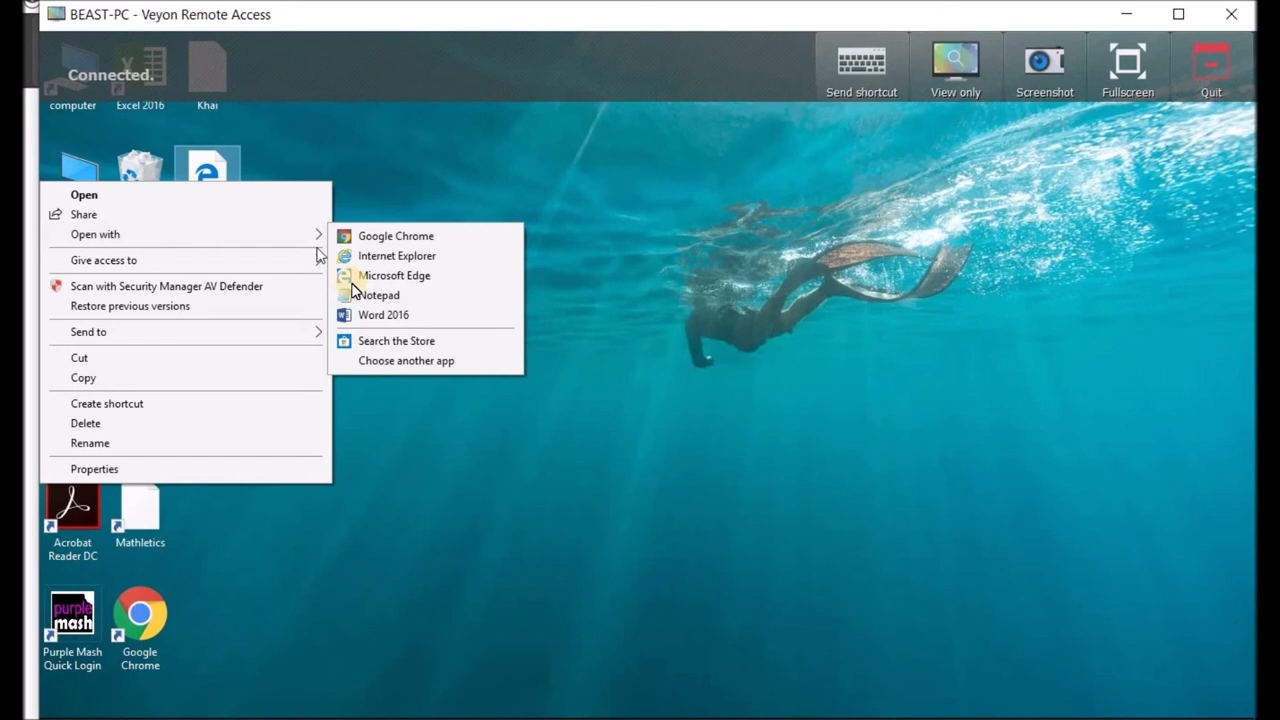 BEAST-PC - Veyon Remote Access
Connected.
Send shortcut
View only
Screenshot
Fullscreen
Quit
computer
Excel 2016
Khai
Open
Share
Open with
Give access to
Scan with Security Manager AV Defender
Restore previous versions
Send to
Cut
Copy
Create shortcut
Delete
Rename
Properties
Google Chrome
Internet Explorer
Microsoft Edge
Notepad
Word 2016
Search the Store
Choose another app
Acrobat
Reader DC
Mathletics
purple
mash
Purple Mash
Quick Login
Google
Chrome